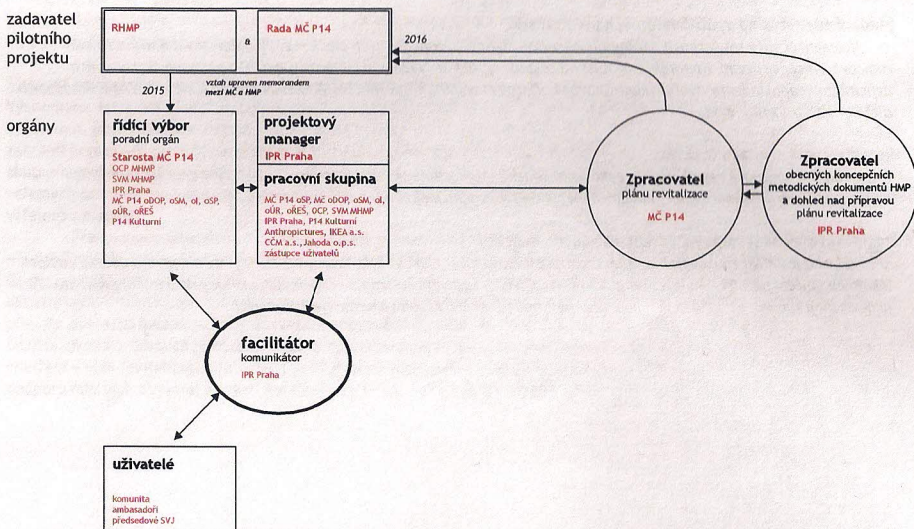 zadavatel
pilotního
projektu
RHMP
a
Rada MČ P14
2016
2015
vztah upraven memorandem
mezi MČ a HMP
orgány
řídící výbor
poradní orgán
Starosta MČ P14
OCP MHMP
SVM MHMP
IPR Praha
MČ P14 oDOP, oSM, oI, oSP,
oÚR, oŘEŠ
P14 Kulturní
projektový
manager
IPR Praha
pracovní skupina
MČ P14 oSP, MČ oDOP, oSM, oI,
oÚR, oŘEŠ, OCP, SVM MHMP
IPR Praha, P14 Kulturní
Anthropictures, IKEA a.s.
CČM a.s., Jahoda o.p.s.
zástupce uživatelů
Zpracovatel
plánu revitalizace
MČ P14
Zpracovatel
obecných koncepčních
metodických dokumentů HMP
a dohled nad přípravou
plánu revitalizace
IPR Praha
facilitátor
komunikátor
IPR Praha
uživatelé
komunita
ambasadoři
předsedové SVJ